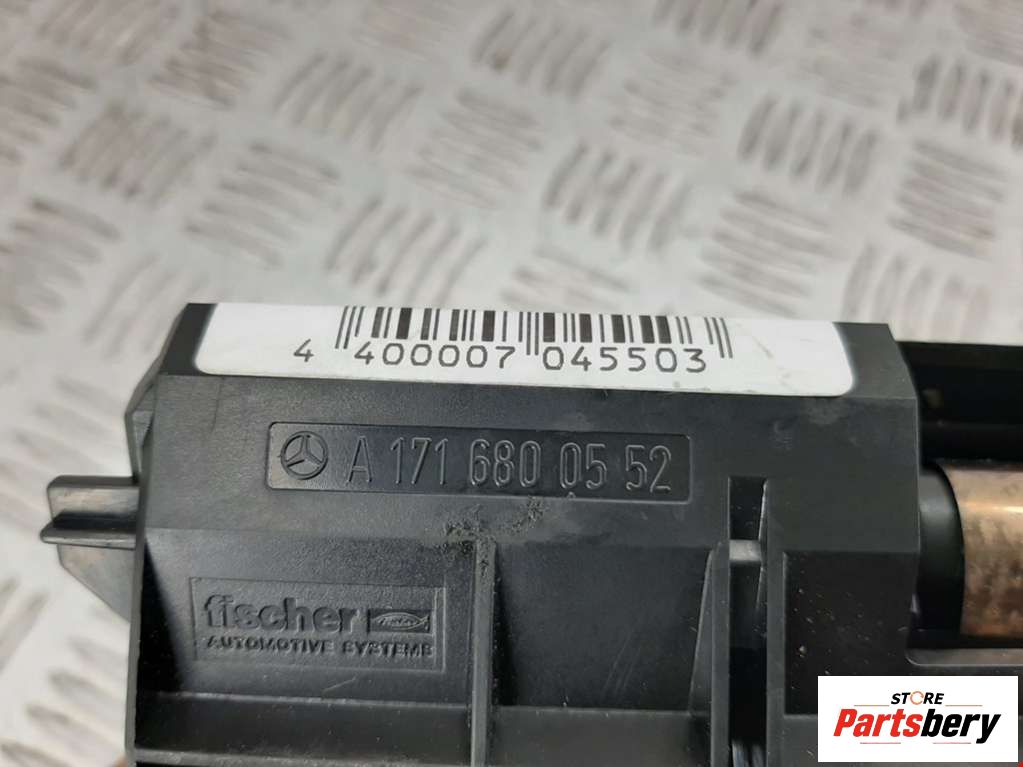 4 400007 045503
A 171 680 05 52
fischer
AUTOMOTIVE SYSTEMS
STORE
Partsbery